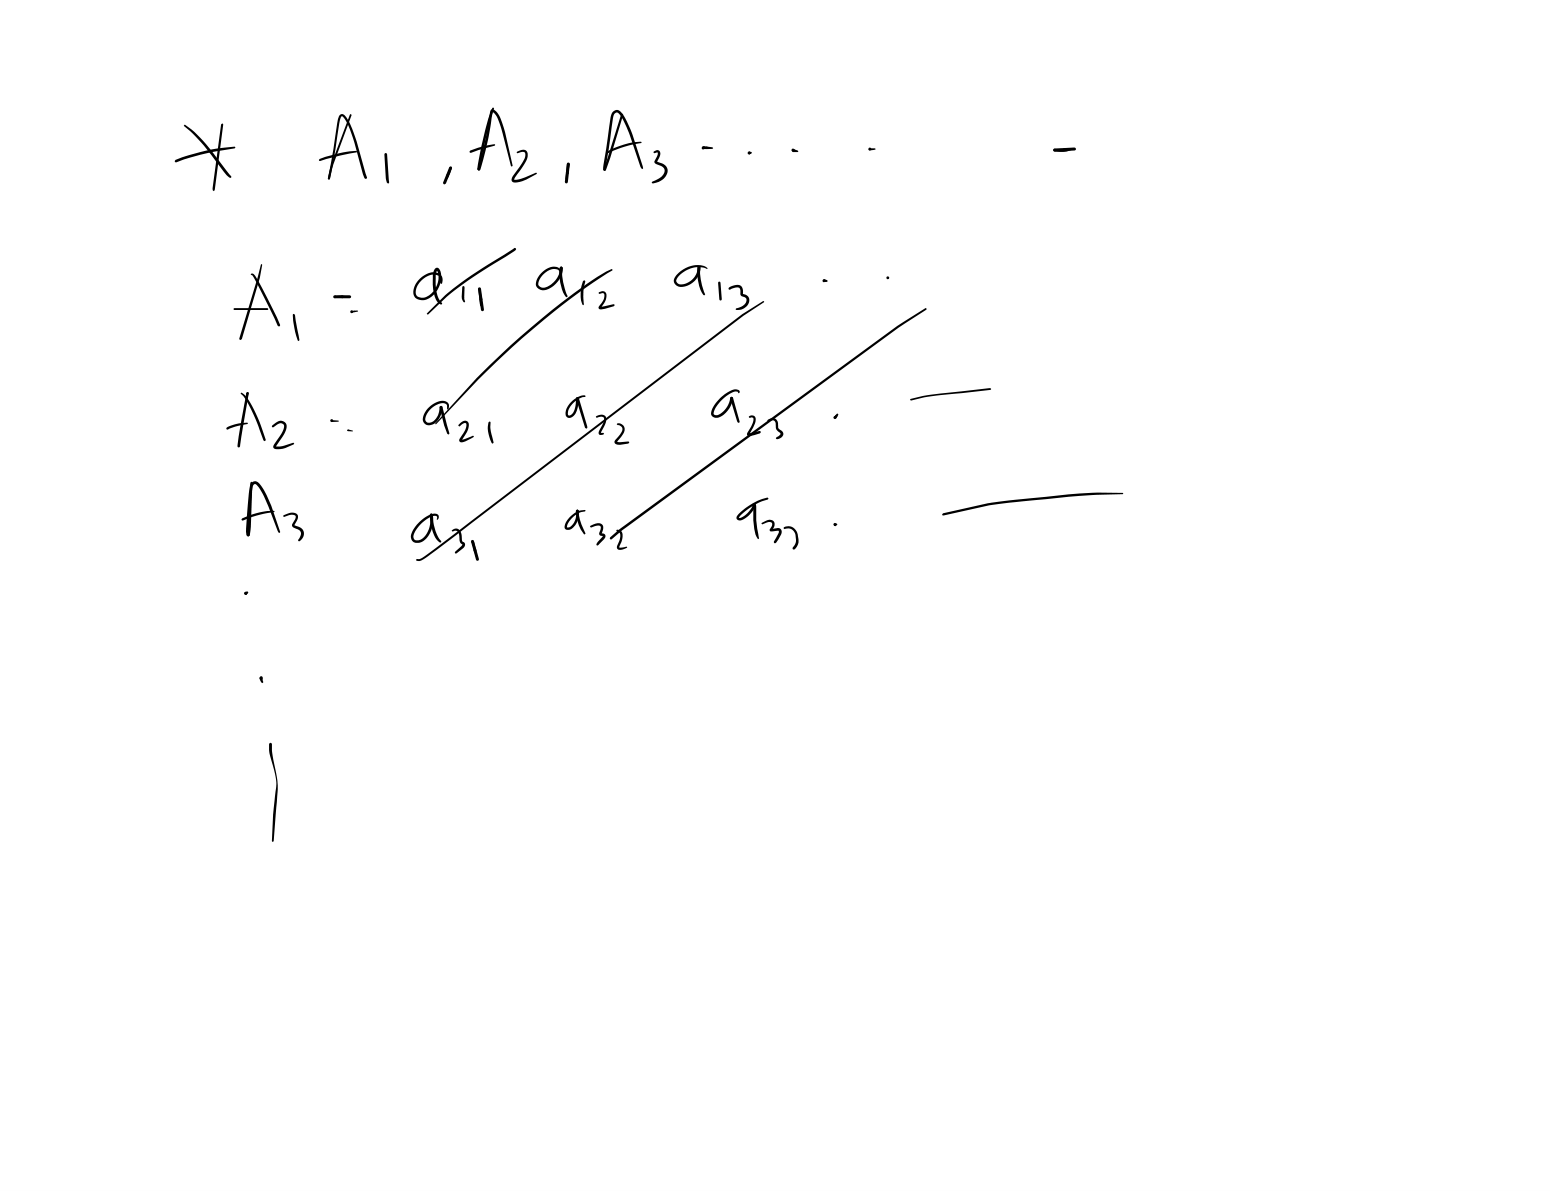 * A₁ , A₂ , A₃ - . . . . -
A₁ = a₁₁ a₁₂ a₁₃ . .
A₂ = a₂₁ a₂₂ a₂₃ . —
A₃ a₃₁ a₃₂ a₃₃ . —
.
.
|